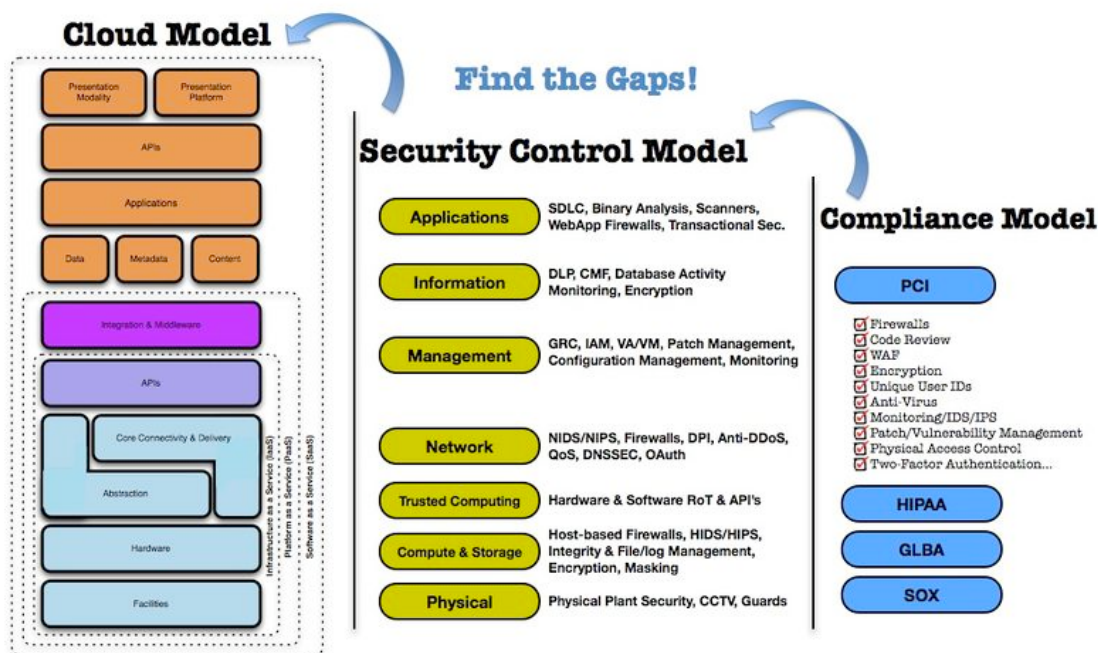 Cloud Model
Presentation
Modality
Presentation
Platform
APIs
Applications
Data
Metadata
Content
Integration & Middleware
APIs
Core Connectivity & Delivery
Abstraction
Hardware
Facilities
Infrastructure as a Service (IaaS)
Platform as a Service (PaaS)
Software as a Service (SaaS)
Find the Gaps!
Security Control Model
Applications
SDLC, Binary Analysis, Scanners,
WebApp Firewalls, Transactional Sec.
Information
DLP, CMF, Database Activity
Monitoring, Encryption
Management
GRC, IAM, VA/VM, Patch Management,
Configuration Management, Monitoring
Network
NIDS/NIPS, Firewalls, DPI, Anti-DDoS,
QoS, DNSSEC, OAuth
Trusted Computing
Hardware & Software RoT & API's
Compute & Storage
Host-based Firewalls, HIDS/HIPS,
Integrity & File/log Management,
Encryption, Masking
Physical
Physical Plant Security, CCTV, Guards
Compliance Model
PCI
Firewalls
Code Review
WAF
Encryption
Unique User IDs
Anti-Virus
Monitoring/IDS/IPS
Patch/Vulnerability Management
Physical Access Control
Two-Factor Authentication...
HIPAA
GLBA
SOX